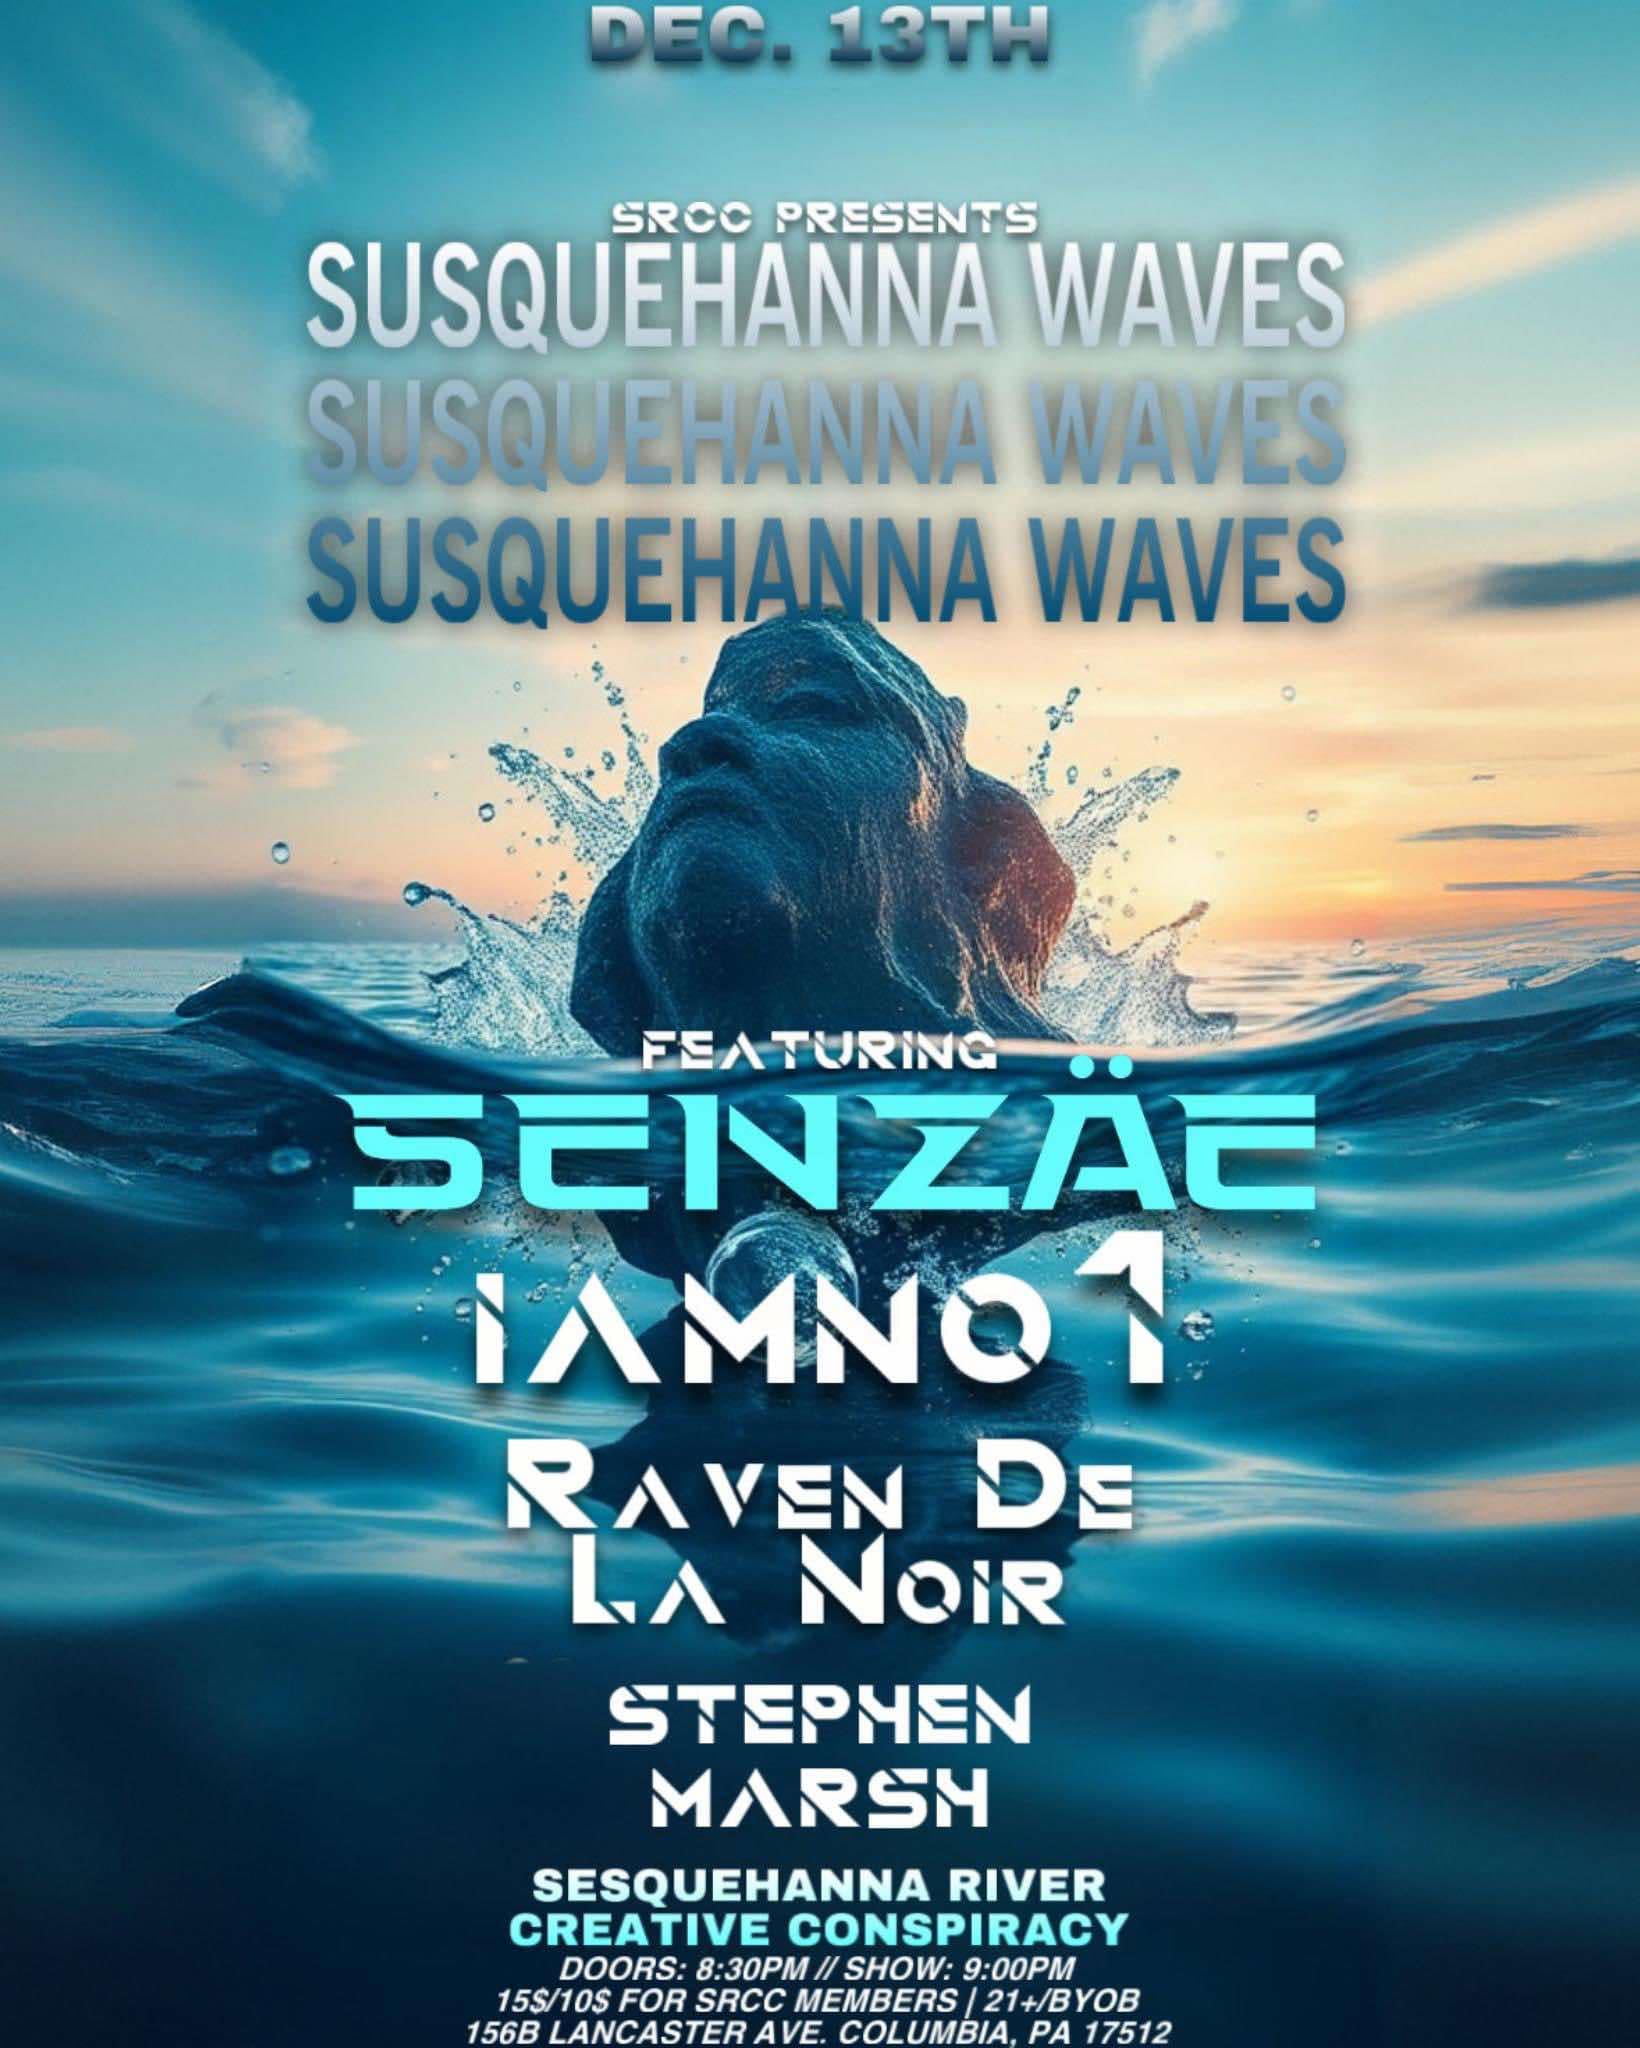 DEC. 13TH
SRCC PRESENTS
SUSQUEHANNA WAVES
SUSQUEHANNA WAVES
SUSQUEHANNA WAVES
FEATURING
SENZÄE
IAMNO1
RAVEN DE
LA NOIR
STEPHEN
MARSH
SESQUEHANNA RIVER
CREATIVE CONSPIRACY
DOORS: 8:30PM // SHOW: 9:00PM
15$/10$ FOR SRCC MEMBERS | 21+/BYOB
156B LANCASTER AVE. COLUMBIA, PA 17512